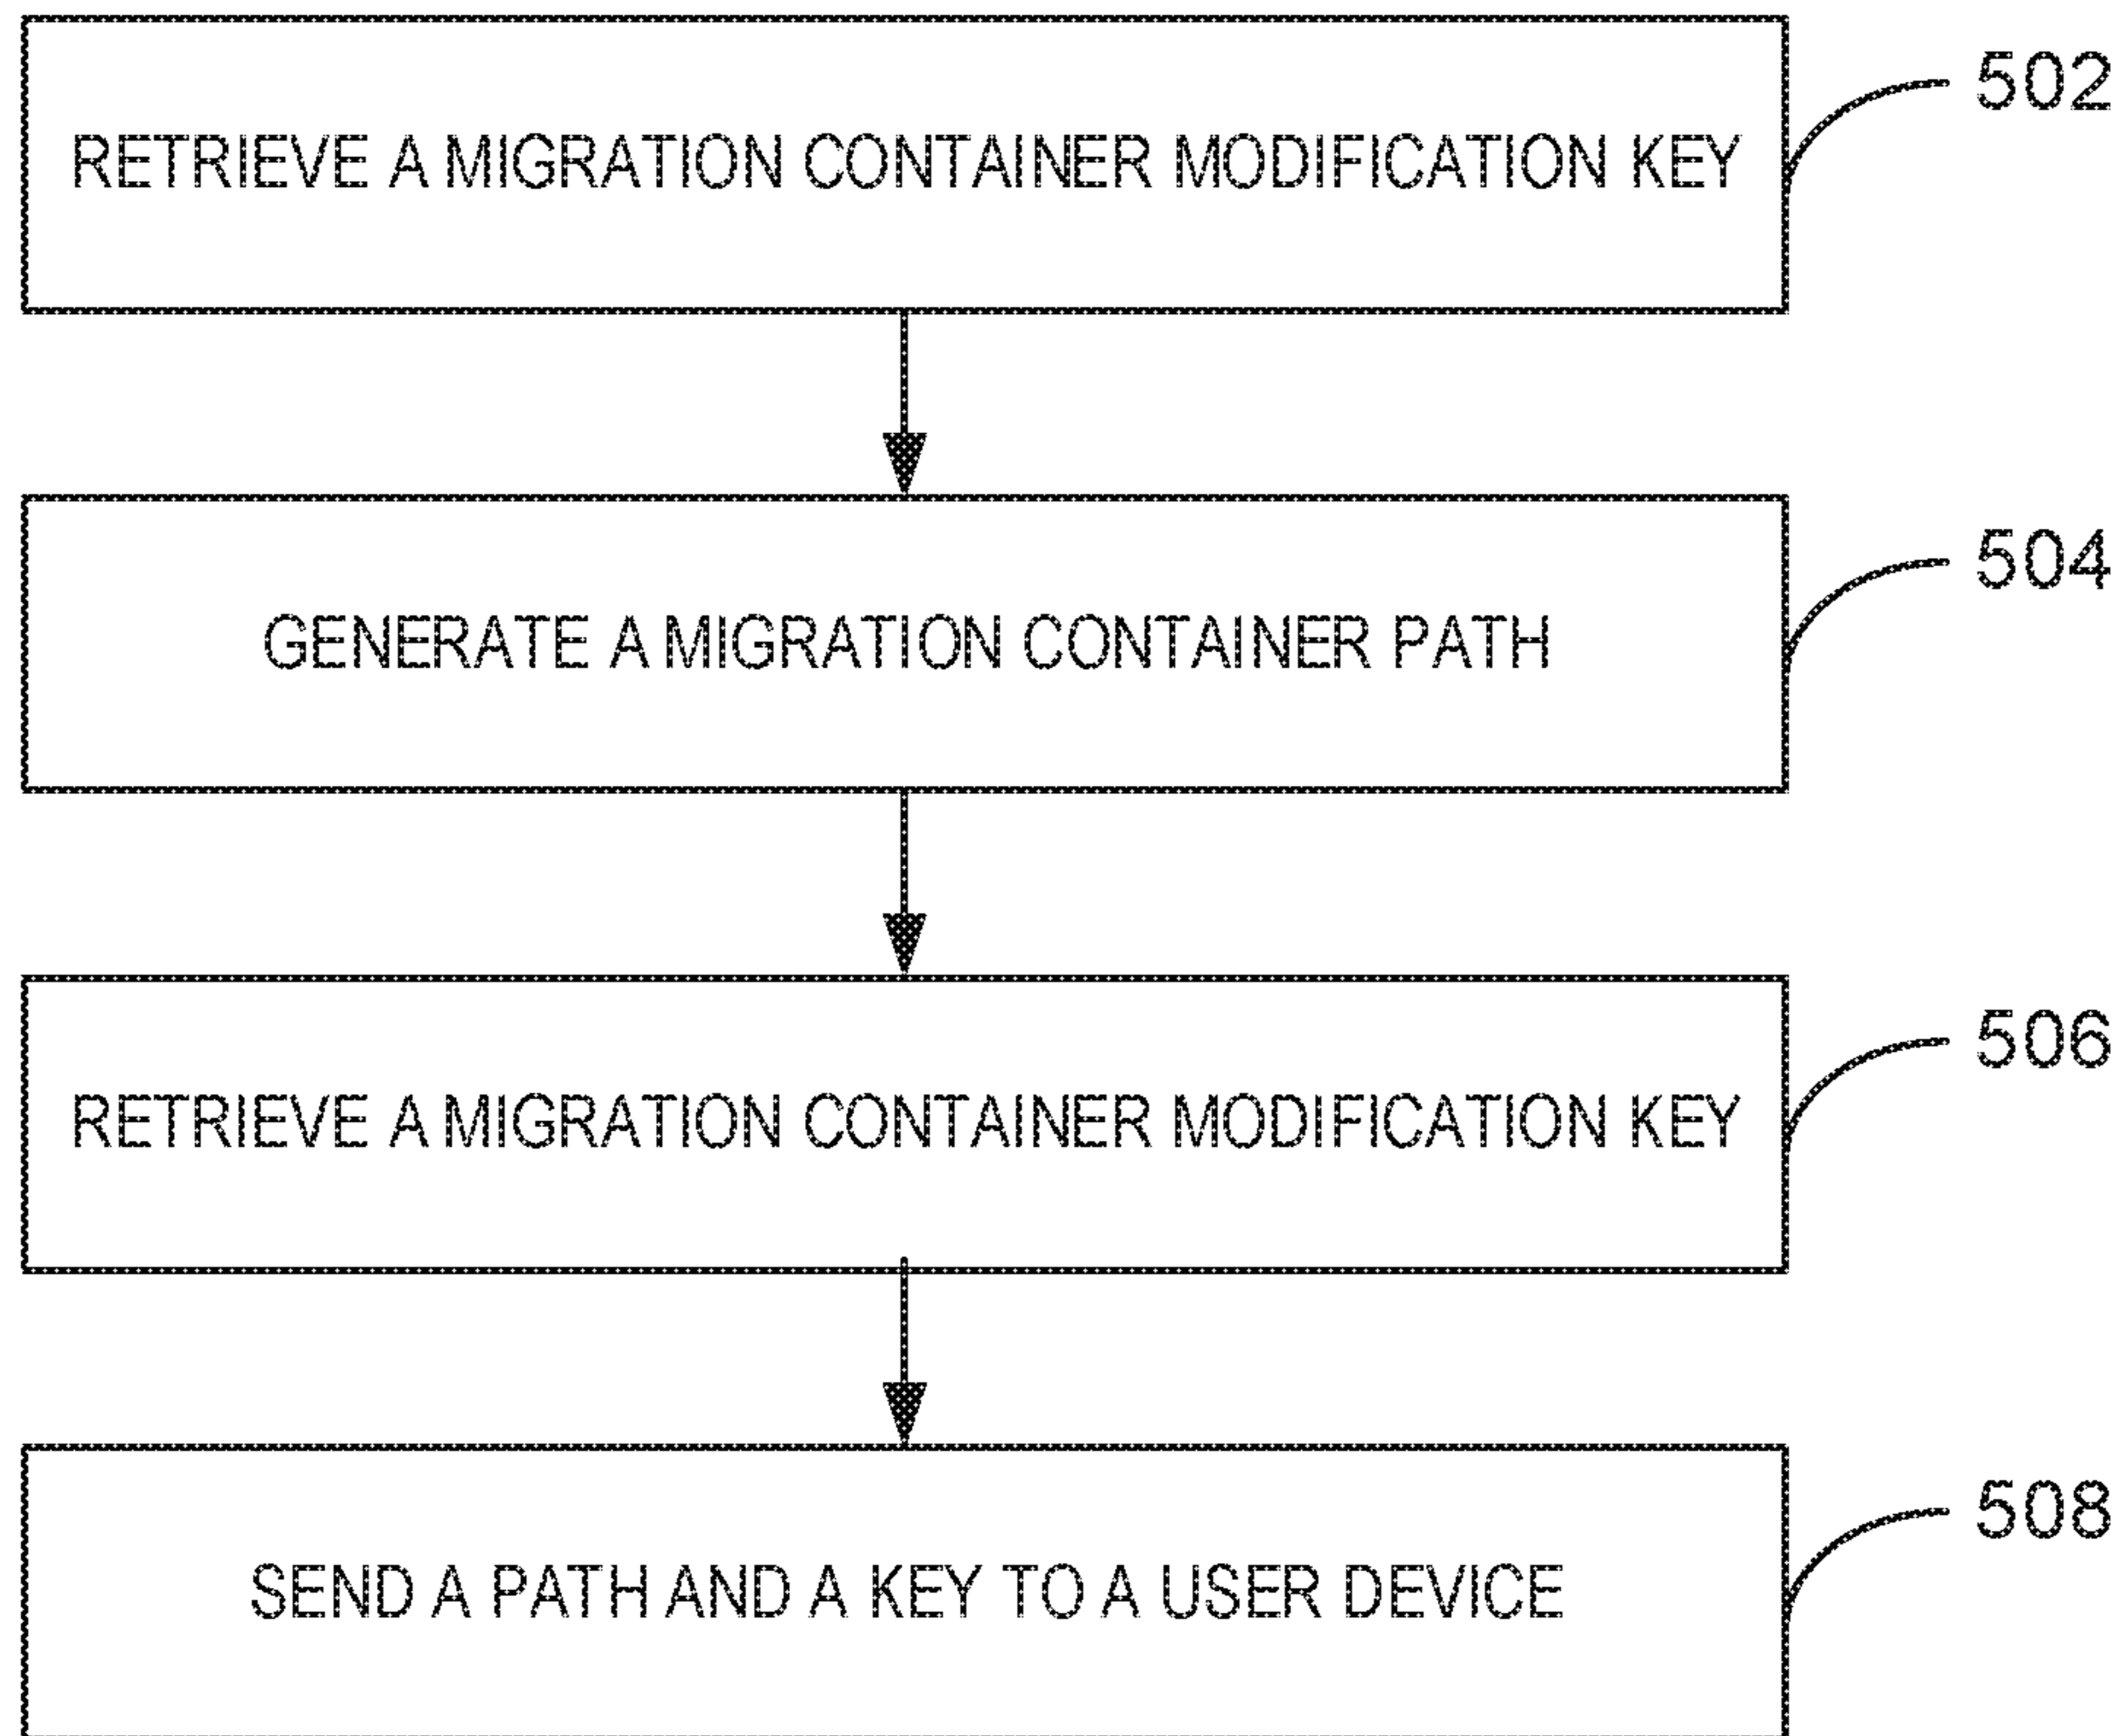 RETRIEVE A MIGRATION CONTAINER MODIFICATION KEY
502
GENERATE A MIGRATION CONTAINER PATH
504
RETRIEVE A MIGRATION CONTAINER MODIFICATION KEY
506
SEND A PATH AND A KEY TO A USER DEVICE
508